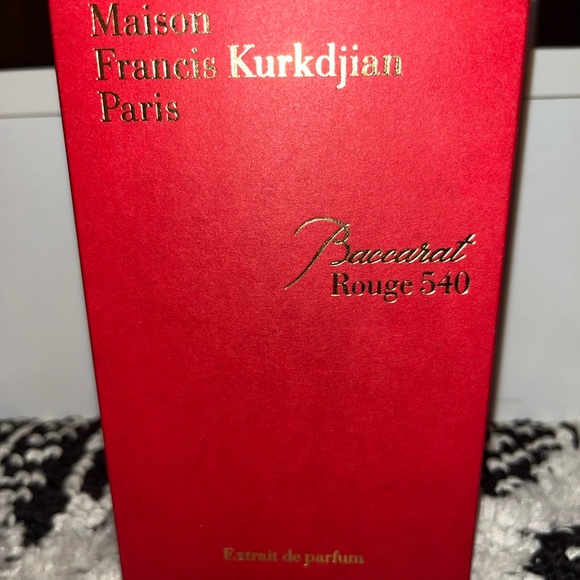 Maison
Francis Kurkdjian
Paris
Baccarat
Rouge 540
Extrait de parfum